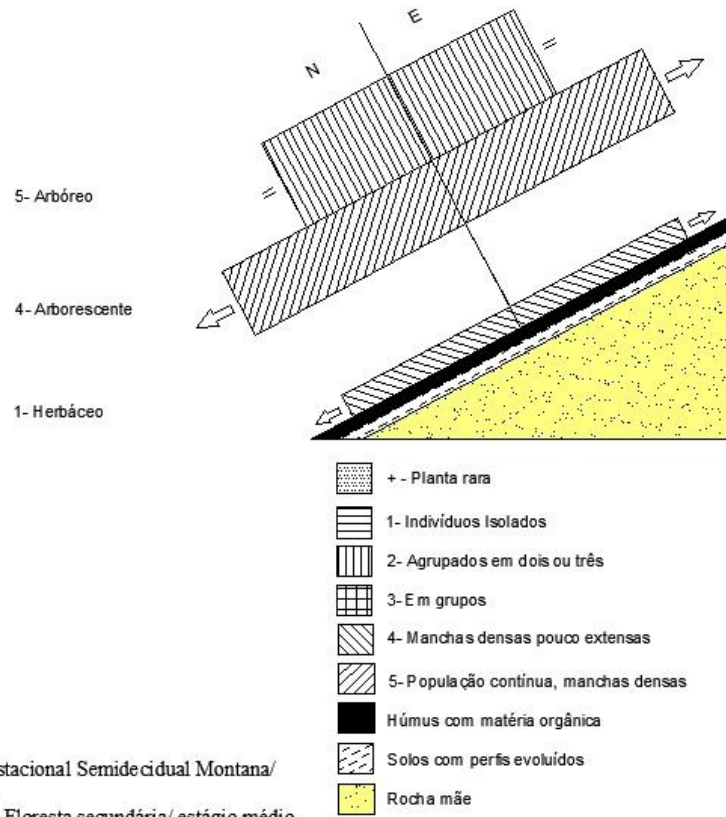 N
E
=
=
5- Arbóreo
4- Arborescente
1- Herbáceo
+ - Planta rara
1- Indivíduos Isolados
2- Agrupados em dois ou três
3- Em grupos
4- Manchas densas pouco extensas
5- População contínua, manchas densas
Húmus com matéria orgânica
Solos com perfis evoluídos
Rocha mãe
stacional Semidecidual Montana/
Floresta secundária/ estágio médio